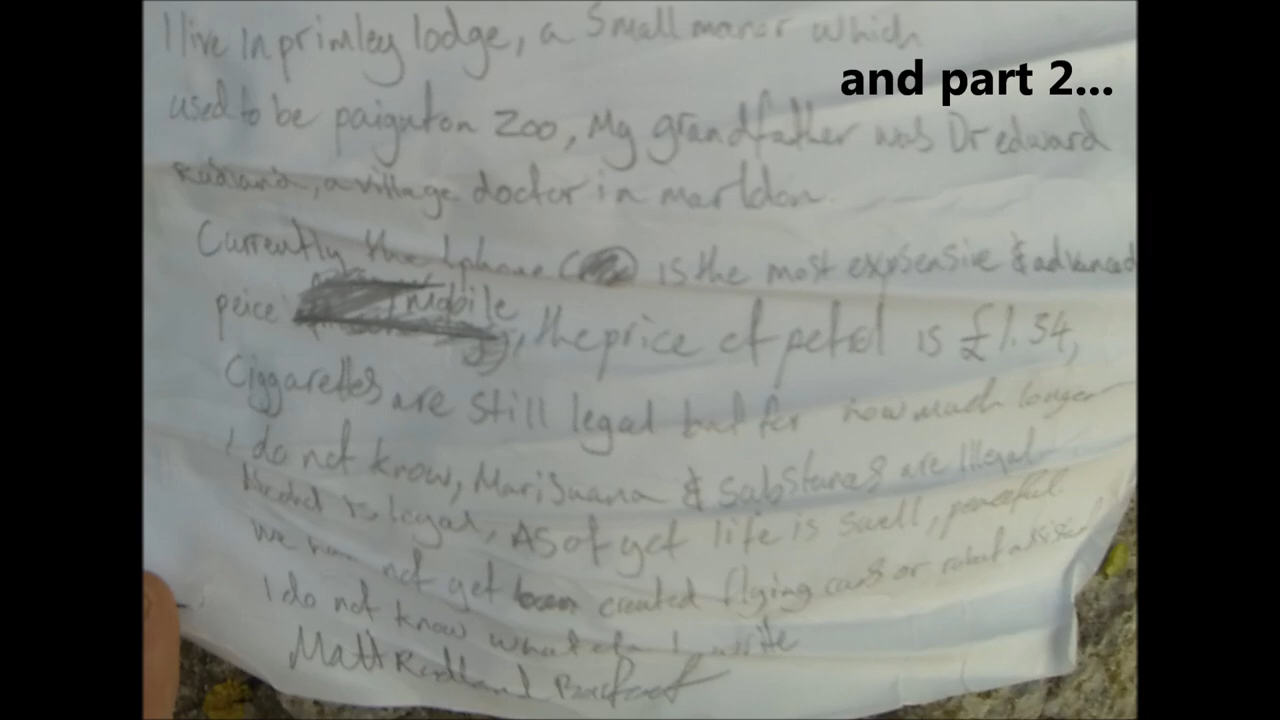 I live in primley lodge, a small manor which
and part 2...
used to be paignton Zoo, My grandfather was Dr edward
a village doctor in marldon.
Currently the Iphone is the most expsensive & advanced
peice mobile, the price of petrol is £1.34,
Ciggarettes are still legal but for how much longer
I do not know, Marijuana & substances are Illegal
Alcohol is legal, As of yet life is swell, peaceful
we have not yet created flying cars or robot
I do not know what else I write
Matt Redland